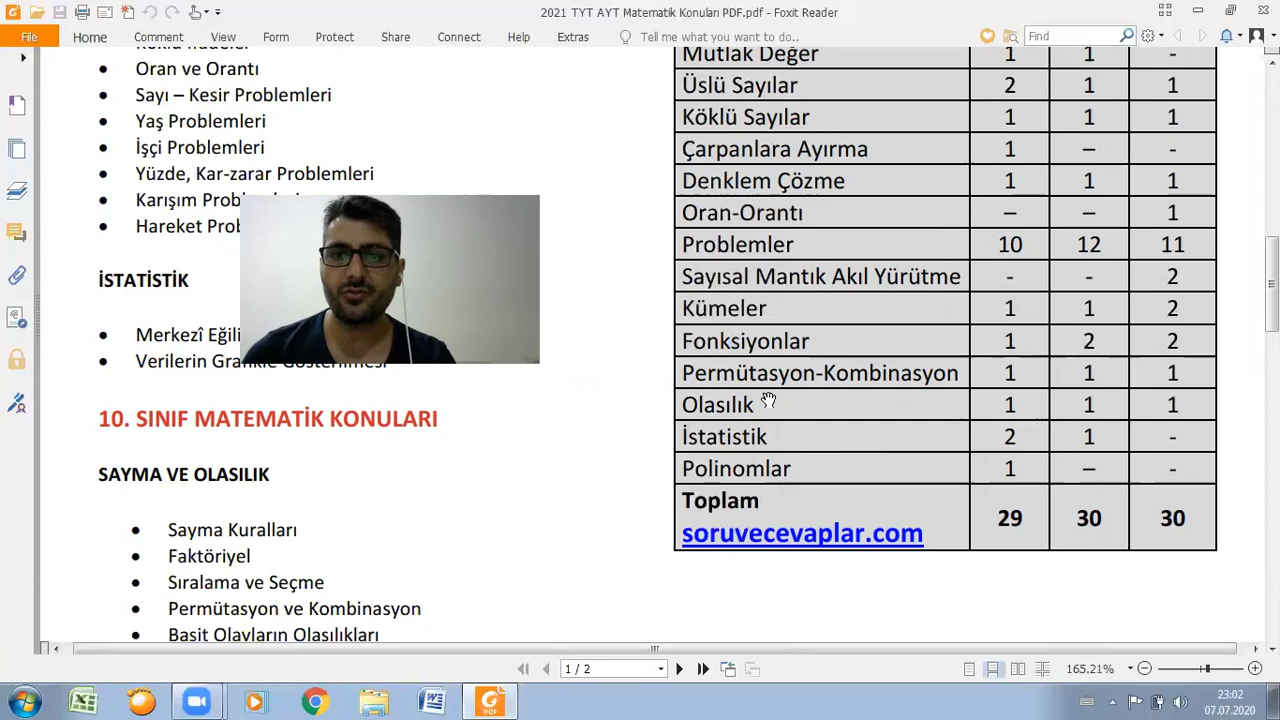 2021 TYT AYT Matematik Konuları PDF.pdf - Foxit Reader
File Home Comment View Form Protect Share Connect Help Extras Tell me what you want to do.. Find
Oran ve Orantı
Sayı – Kesir Problemleri
Yaş Problemleri
İşçi Problemleri
Yüzde, Kar-zarar Problemleri
Karışım
Hareket
İSTATİSTİK
Merkezî
Verilerin Grafikle Gösterilmesi
10. SINIF MATEMATİK KONULARI
SAYMA VE OLASILIK
Sayma Kuralları
Faktöriyel
Sıralama ve Seçme
Permütasyon ve Kombinasyon
Basit Olayların Olasılıkları
Mutlak Değer 1 1 -
Üslü Sayılar 2 1 1
Köklü Sayılar 1 1 1
Çarpanlara Ayırma 1 – -
Denklem Çözme 1 1 1
Oran-Orantı – – 1
Problemler 10 12 11
Sayısal Mantık Akıl Yürütme - - 2
Kümeler 1 1 2
Fonksiyonlar 1 2 2
Permütasyon-Kombinasyon 1 1 1
Olasılık 1 1 1
İstatistik 2 1 -
Polinomlar 1 – -
Toplam
soruvecevaplar.com 29 30 30
1 / 2
165.21%
PDF
23:02
07.07.2020